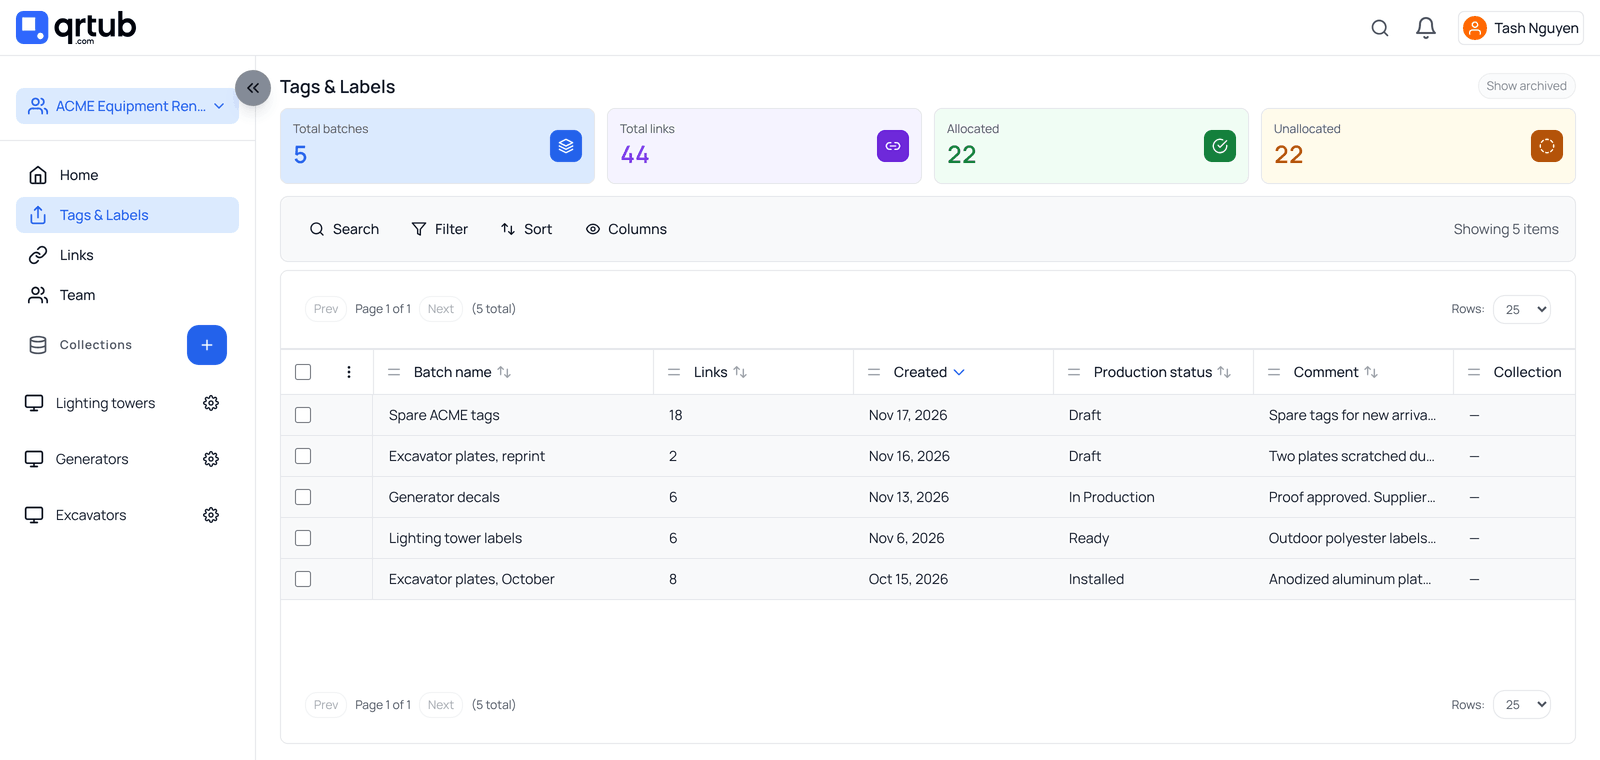 qrtub
.com
Tash Nguyen
ACME Equipment Ren...
Home
Tags & Labels
Links
Team
Collections
Lighting towers
Generators
Excavators
Tags & Labels
Show archived
Total batches
5
Total links
44
Allocated
22
Unallocated
22
Search
Filter
Sort
Columns
Showing 5 items
Prev
Page 1 of 1
Next
(5 total)
Rows:
25
Batch name
Links
Created
Production status
Comment
Collection
Spare ACME tags
18
Nov 17, 2026
Draft
Spare tags for new arriva...
—
Excavator plates, reprint
2
Nov 16, 2026
Draft
Two plates scratched du...
—
Generator decals
6
Nov 13, 2026
In Production
Proof approved. Supplier...
—
Lighting tower labels
6
Nov 6, 2026
Ready
Outdoor polyester labels...
—
Excavator plates, October
8
Oct 15, 2026
Installed
Anodized aluminum plat...
—
Prev
Page 1 of 1
Next
(5 total)
Rows:
25